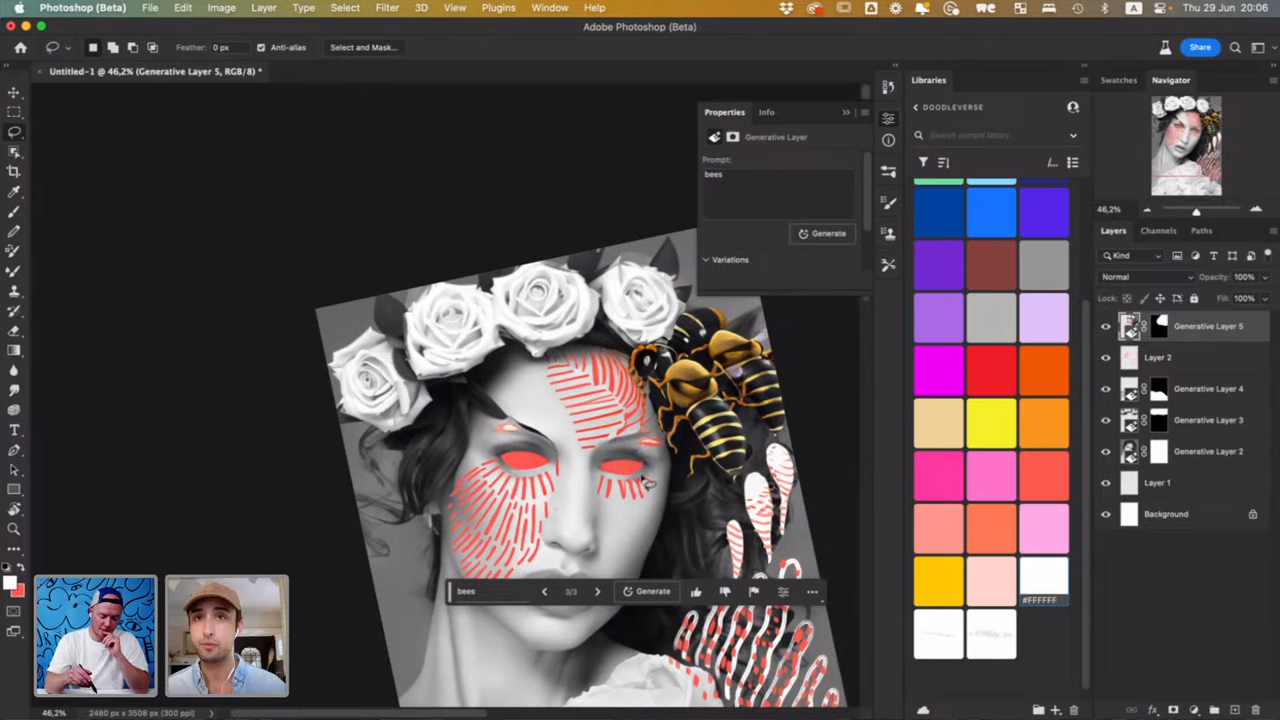 Adobe Photoshop (Beta) File Edit Image Layer Type Select Filter 3D View Plugins Window Help A Thu 29 Jun 20:06
Adobe Photoshop (Beta)
Feather: 0 px Anti-alias Select and Mask... Share
Untitled-1 @ 46,2% (Generative Layer 5, RGB/8) *
Properties Info
Generative Layer
Prompt:
bees
Generate
Variations
bees 3/3 Generate
Libraries
DOODLEVERSE
Search current library
#FFFFFF
Swatches Navigator
46,2%
Layers Channels Paths
Kind
Normal Opacity: 100%
Lock: Fill: 100%
Generative Layer 5
Layer 2
Generative Layer 4
Generative Layer 3
Generative Layer 2
Layer 1
Background
46,2% 2480 px x 3508 px (300 ppi)